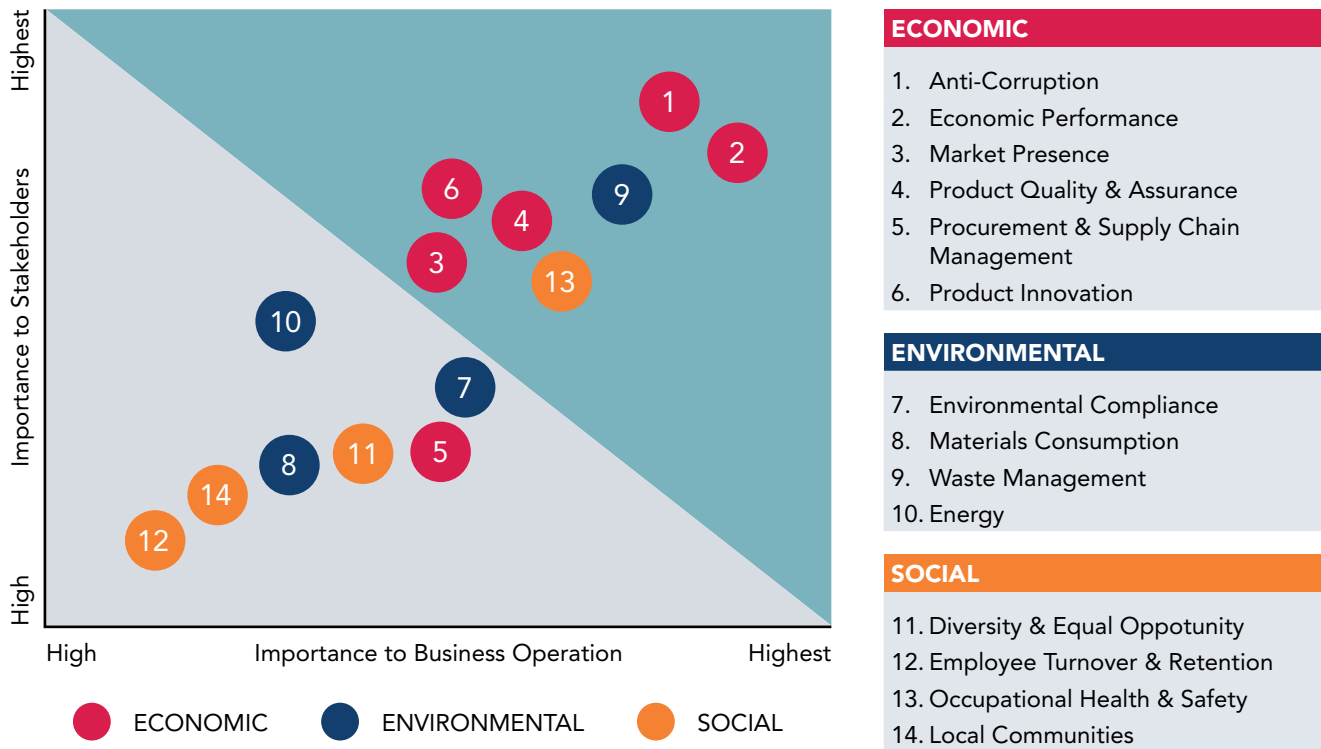 Highest
Importance to Stakeholders
High
1
2
6
9
4
3
13
10
7
5
11
8
14
12
High
Importance to Business Operation
Highest
ECONOMIC
ENVIRONMENTAL
SOCIAL
ECONOMIC
1. Anti-Corruption
2. Economic Performance
3. Market Presence
4. Product Quality & Assurance
5. Procurement & Supply Chain
Management
6. Product Innovation
ENVIRONMENTAL
7. Environmental Compliance
8. Materials Consumption
9. Waste Management
10. Energy
SOCIAL
11. Diversity & Equal Oppotunity
12. Employee Turnover & Retention
13. Occupational Health & Safety
14. Local Communities